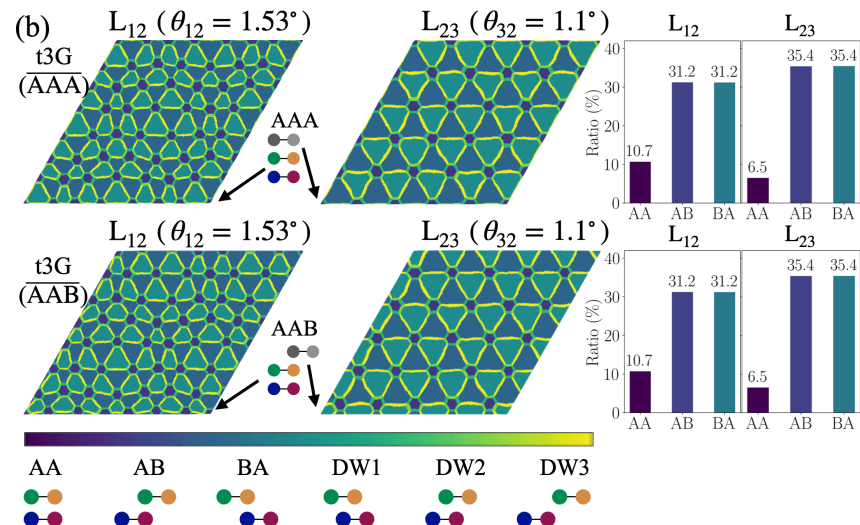 (b)
L₁₂ ( θ₁₂ = 1.53°)
L₂₃ ( θ₃₂ = 1.1°)
t3G
(AAA)
AAA
L₁₂
L₂₃
Ratio (%)
40
30
20
10
0
10.7
31.2
31.2
6.5
35.4
35.4
AA
AB
BA
AA
AB
BA
L₁₂ ( θ₁₂ = 1.53°)
L₂₃ ( θ₃₂ = 1.1°)
t3G
(AAB)
AAB
L₁₂
L₂₃
Ratio (%)
40
30
20
10
0
10.7
31.2
31.2
6.5
35.4
35.4
AA
AB
BA
AA
AB
BA
AA AB BA DW1 DW2 DW3